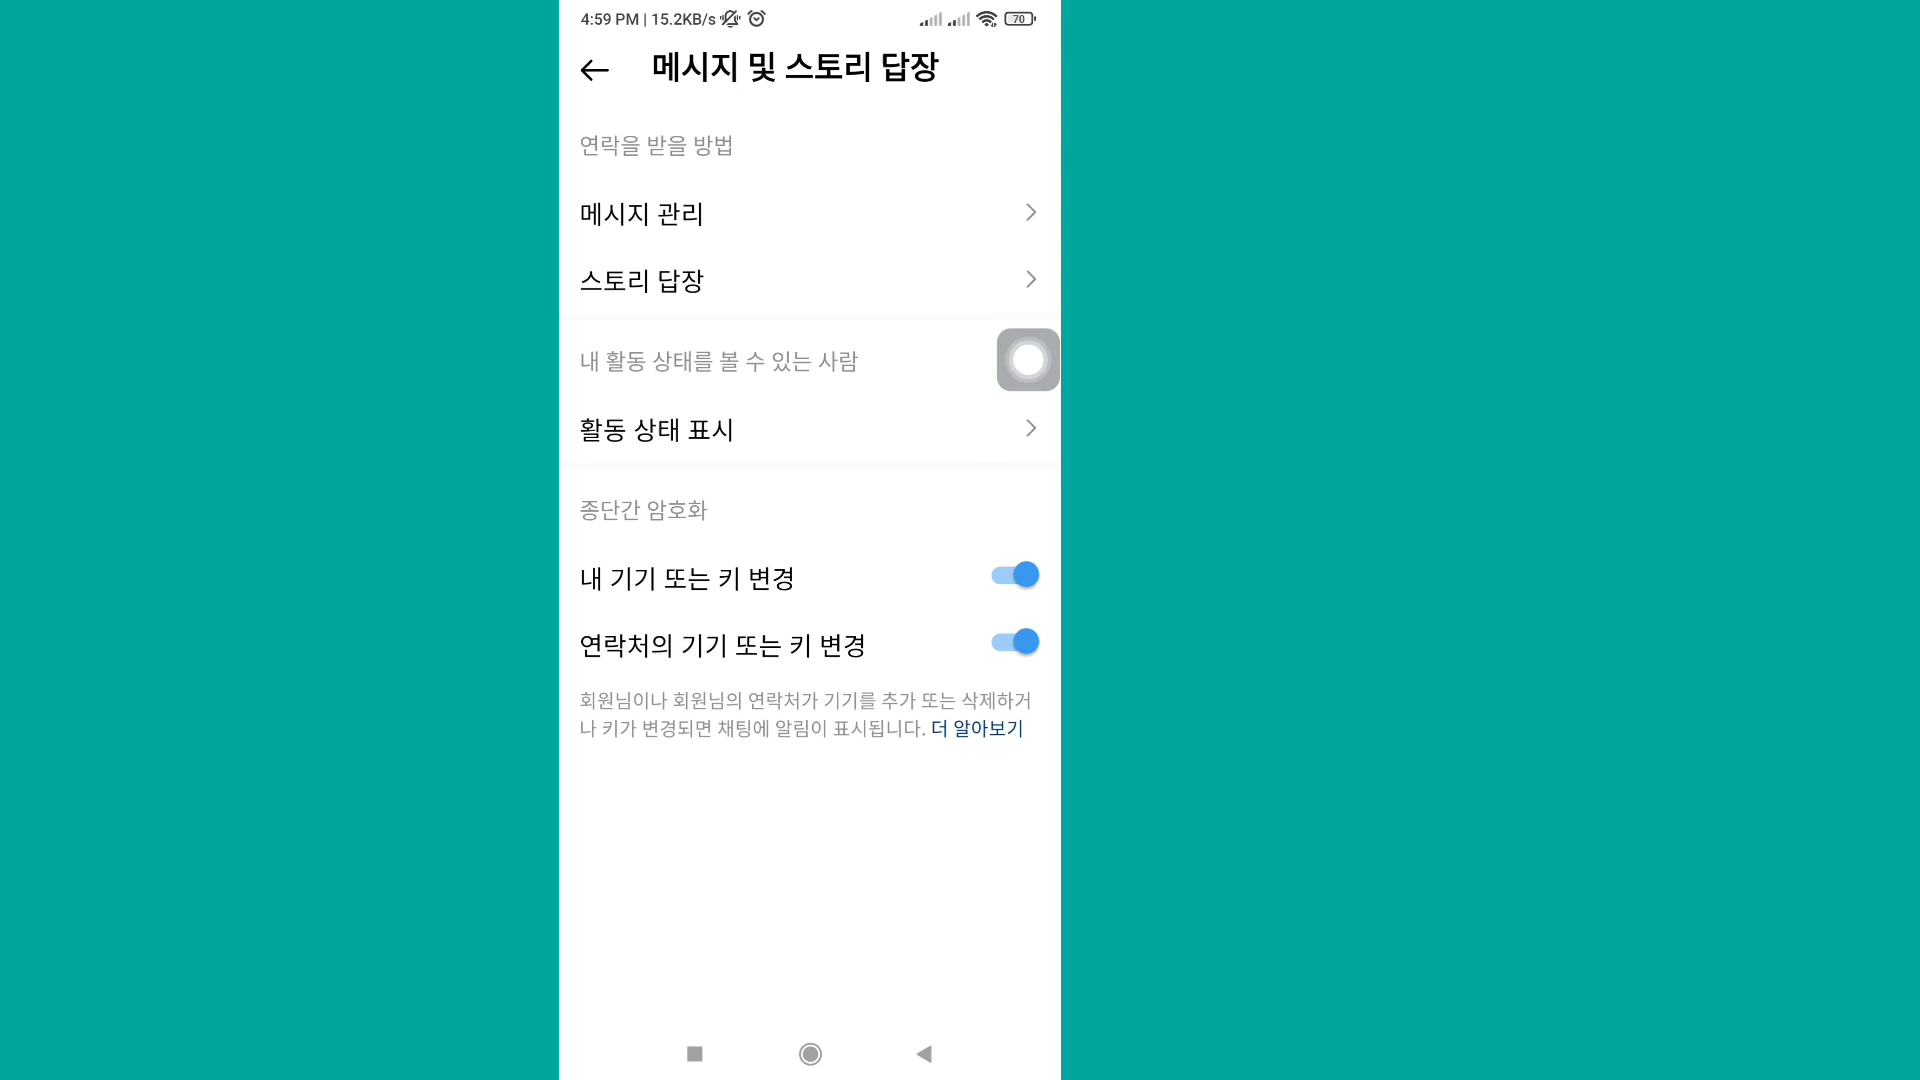 4:59 PM | 15.2KB/s 70
메시지 및 스토리 답장
연락을 받을 방법
메시지 관리
스토리 답장
내 활동 상태를 볼 수 있는 사람
활동 상태 표시
종단간 암호화
내 기기 또는 키 변경
연락처의 기기 또는 키 변경
회원님이나 회원님의 연락처가 기기를 추가 또는 삭제하거
나 키가 변경되면 채팅에 알림이 표시됩니다. 더 알아보기